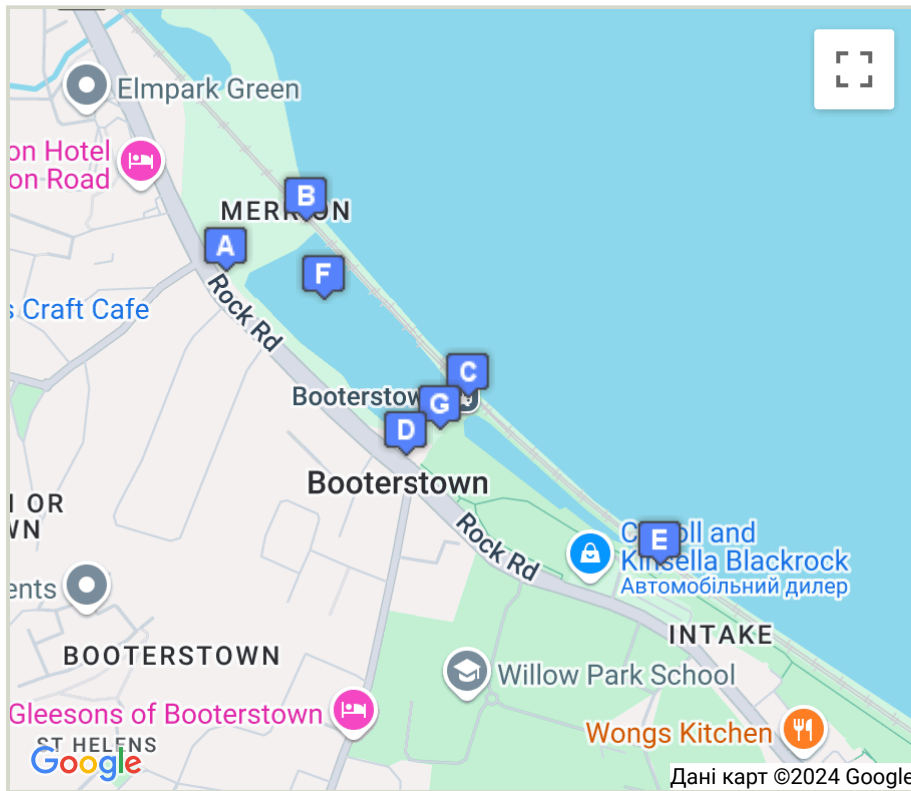 Elmpark Green
on Hotel
on Road
B
MERRION
A
F
Rock Rd
s Craft Cafe
C
Booterstow
G
D
Booterstown
I OR
WN
Rock Rd
E
C oll and
Kinsella Blackrock
Автомобільний дилер
ents
INTAKE
BOOTERSTOWN
Willow Park School
Gleesons of Booterstown
Wongs Kitchen
ST HELENS
Google
Дані карт ©2024 Google